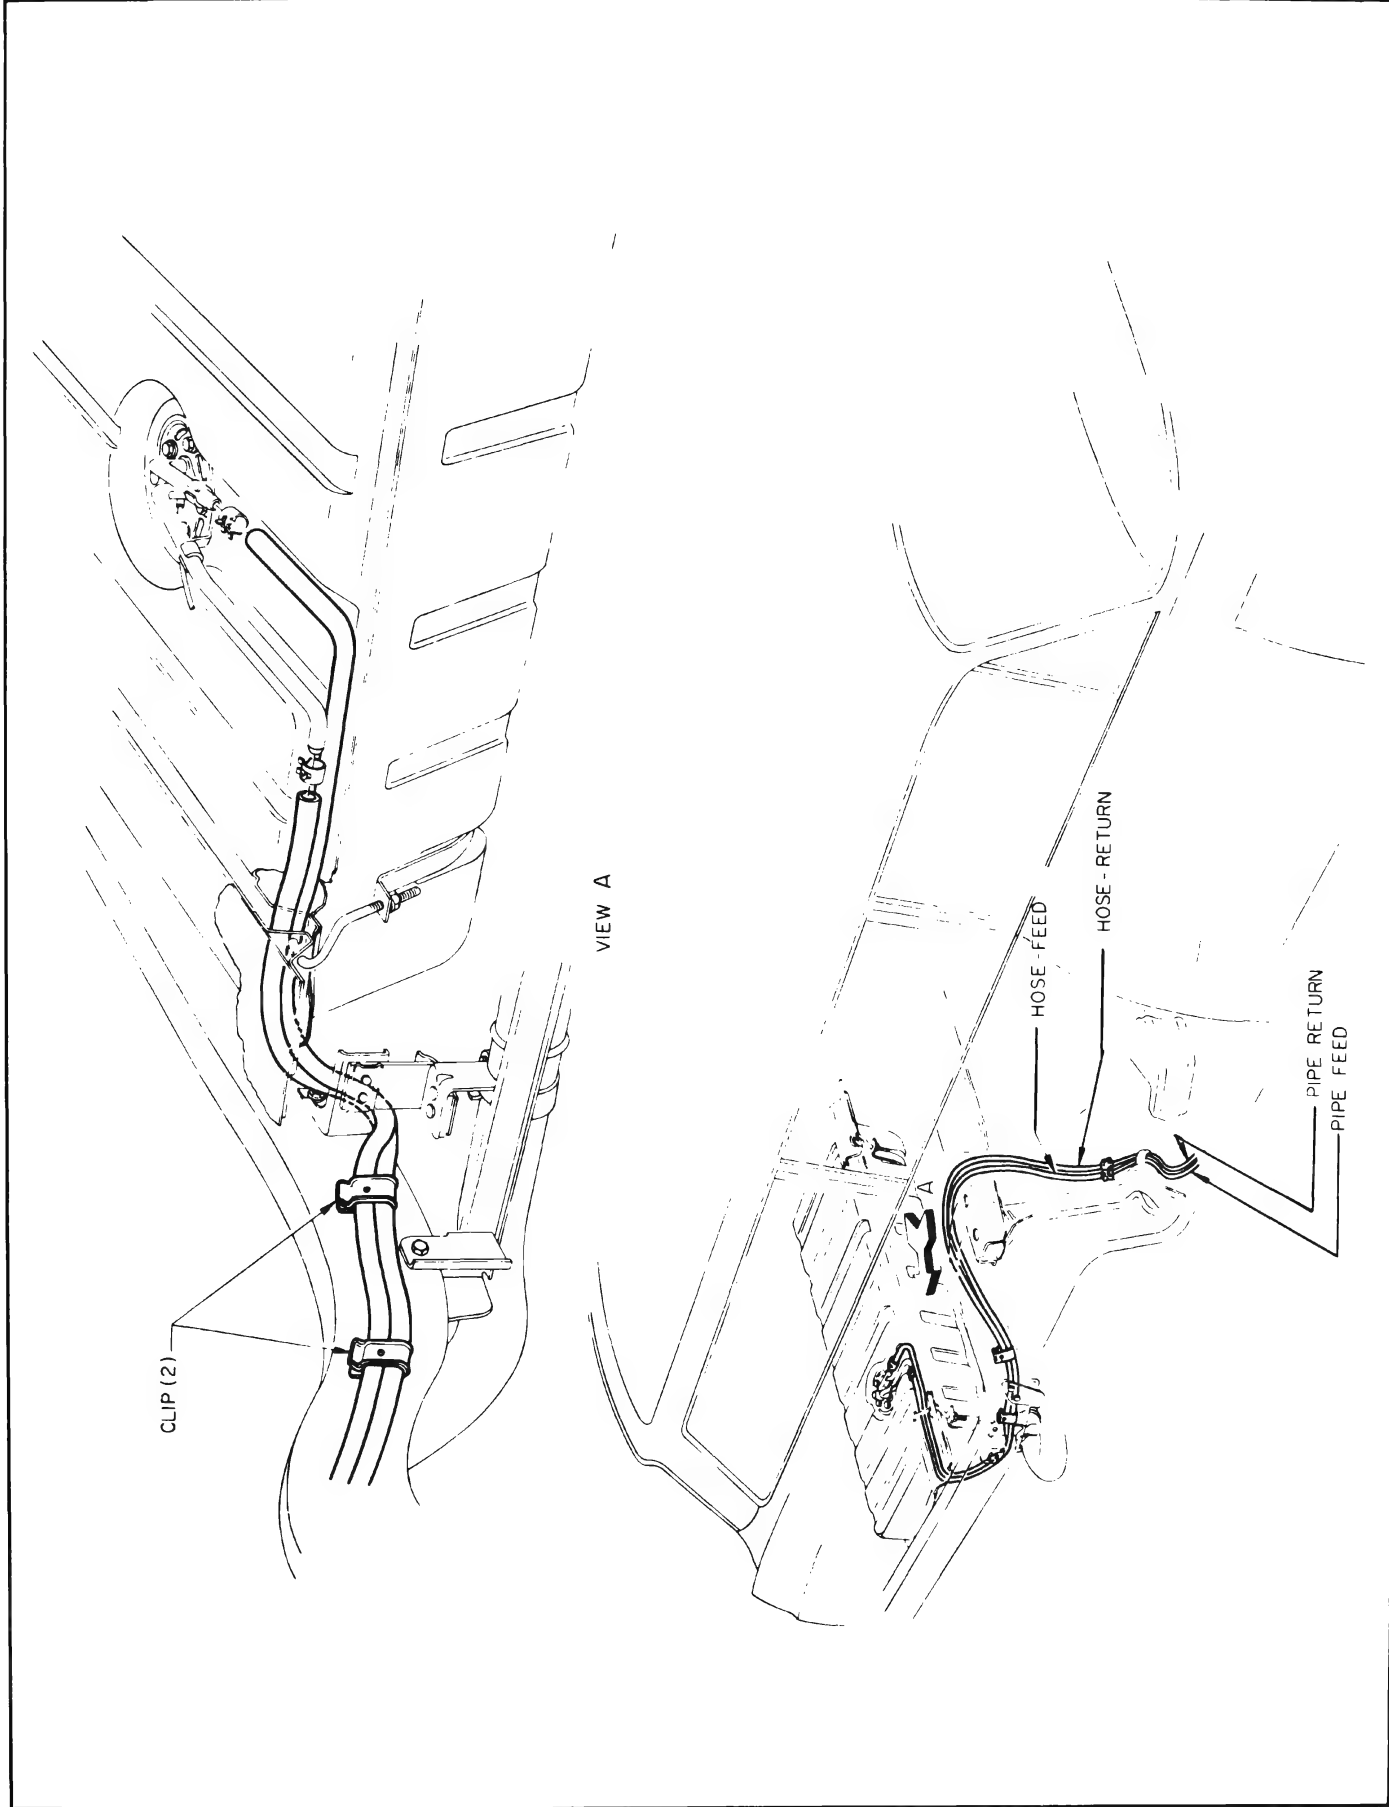 CLIP (2)
VIEW A
A
HOSE - FEED
HOSE - RETURN
PIPE RETURN
PIPE FEED